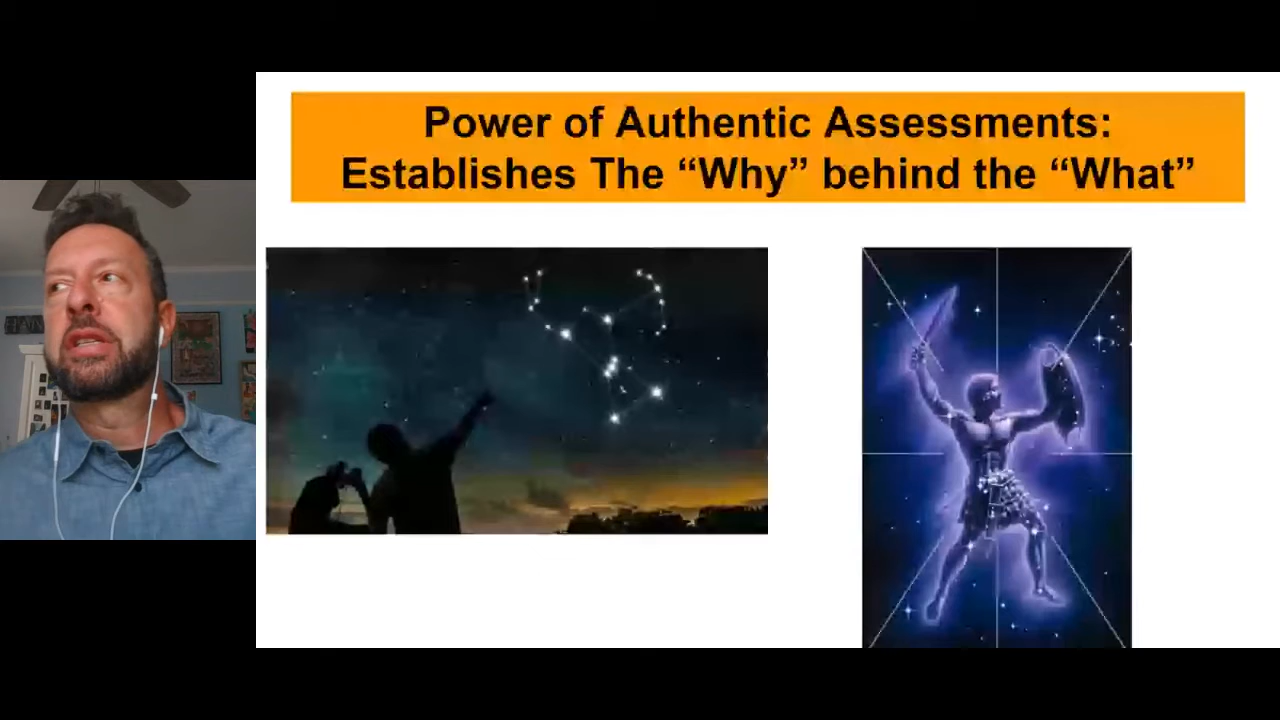 Power of Authentic Assessments:
Establishes The “Why” behind the “What”